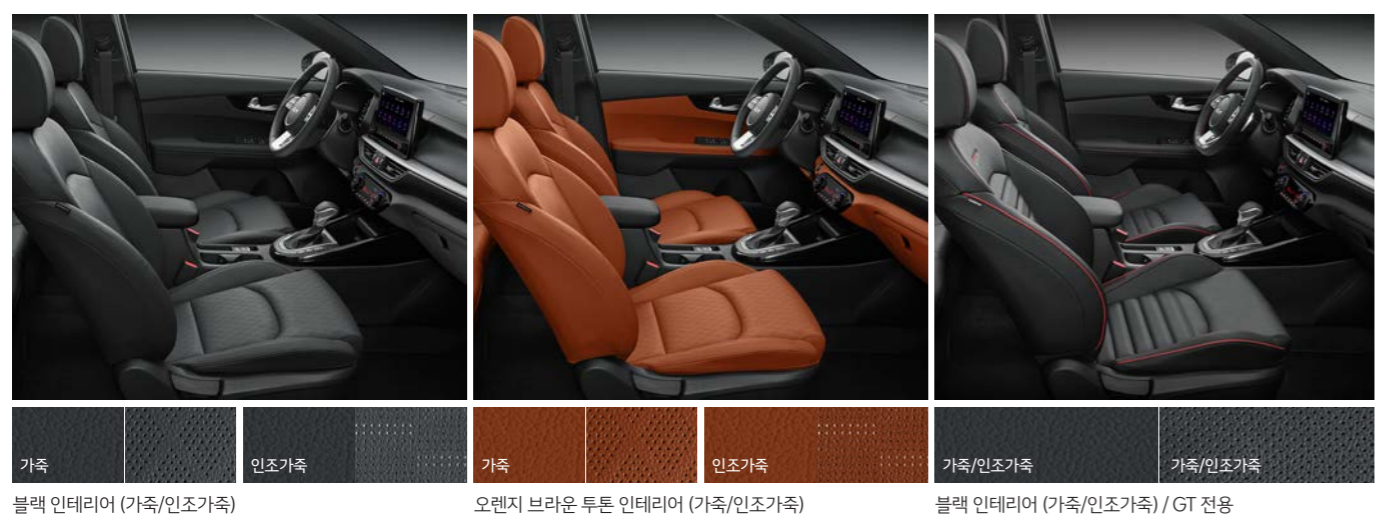 가죽
인조가죽
블랙 인테리어 (가죽/인조가죽)
가죽
인조가죽
오렌지 브라운 투톤 인테리어 (가죽/인조가죽)
가죽/인조가죽
가죽/인조가죽
블랙 인테리어 (가죽/인조가죽) / GT 전용